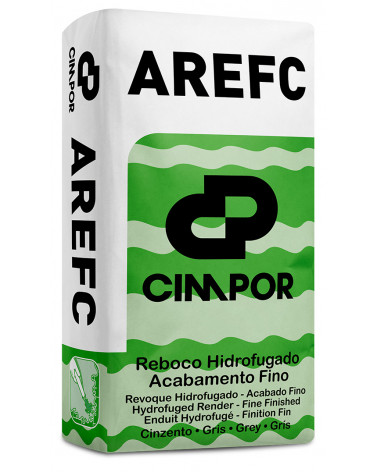 AREFC
CIMPOR
Reboco Hidrofugado
Acabamento Fino
Revoque Hidrofugado - Acabado Fino
Hydrofuged Render - Fine Finished
Enduit Hydrofugé - Finition Fin
Cinzento • Gris • Grey • Gris
CIMPOR
AREFC